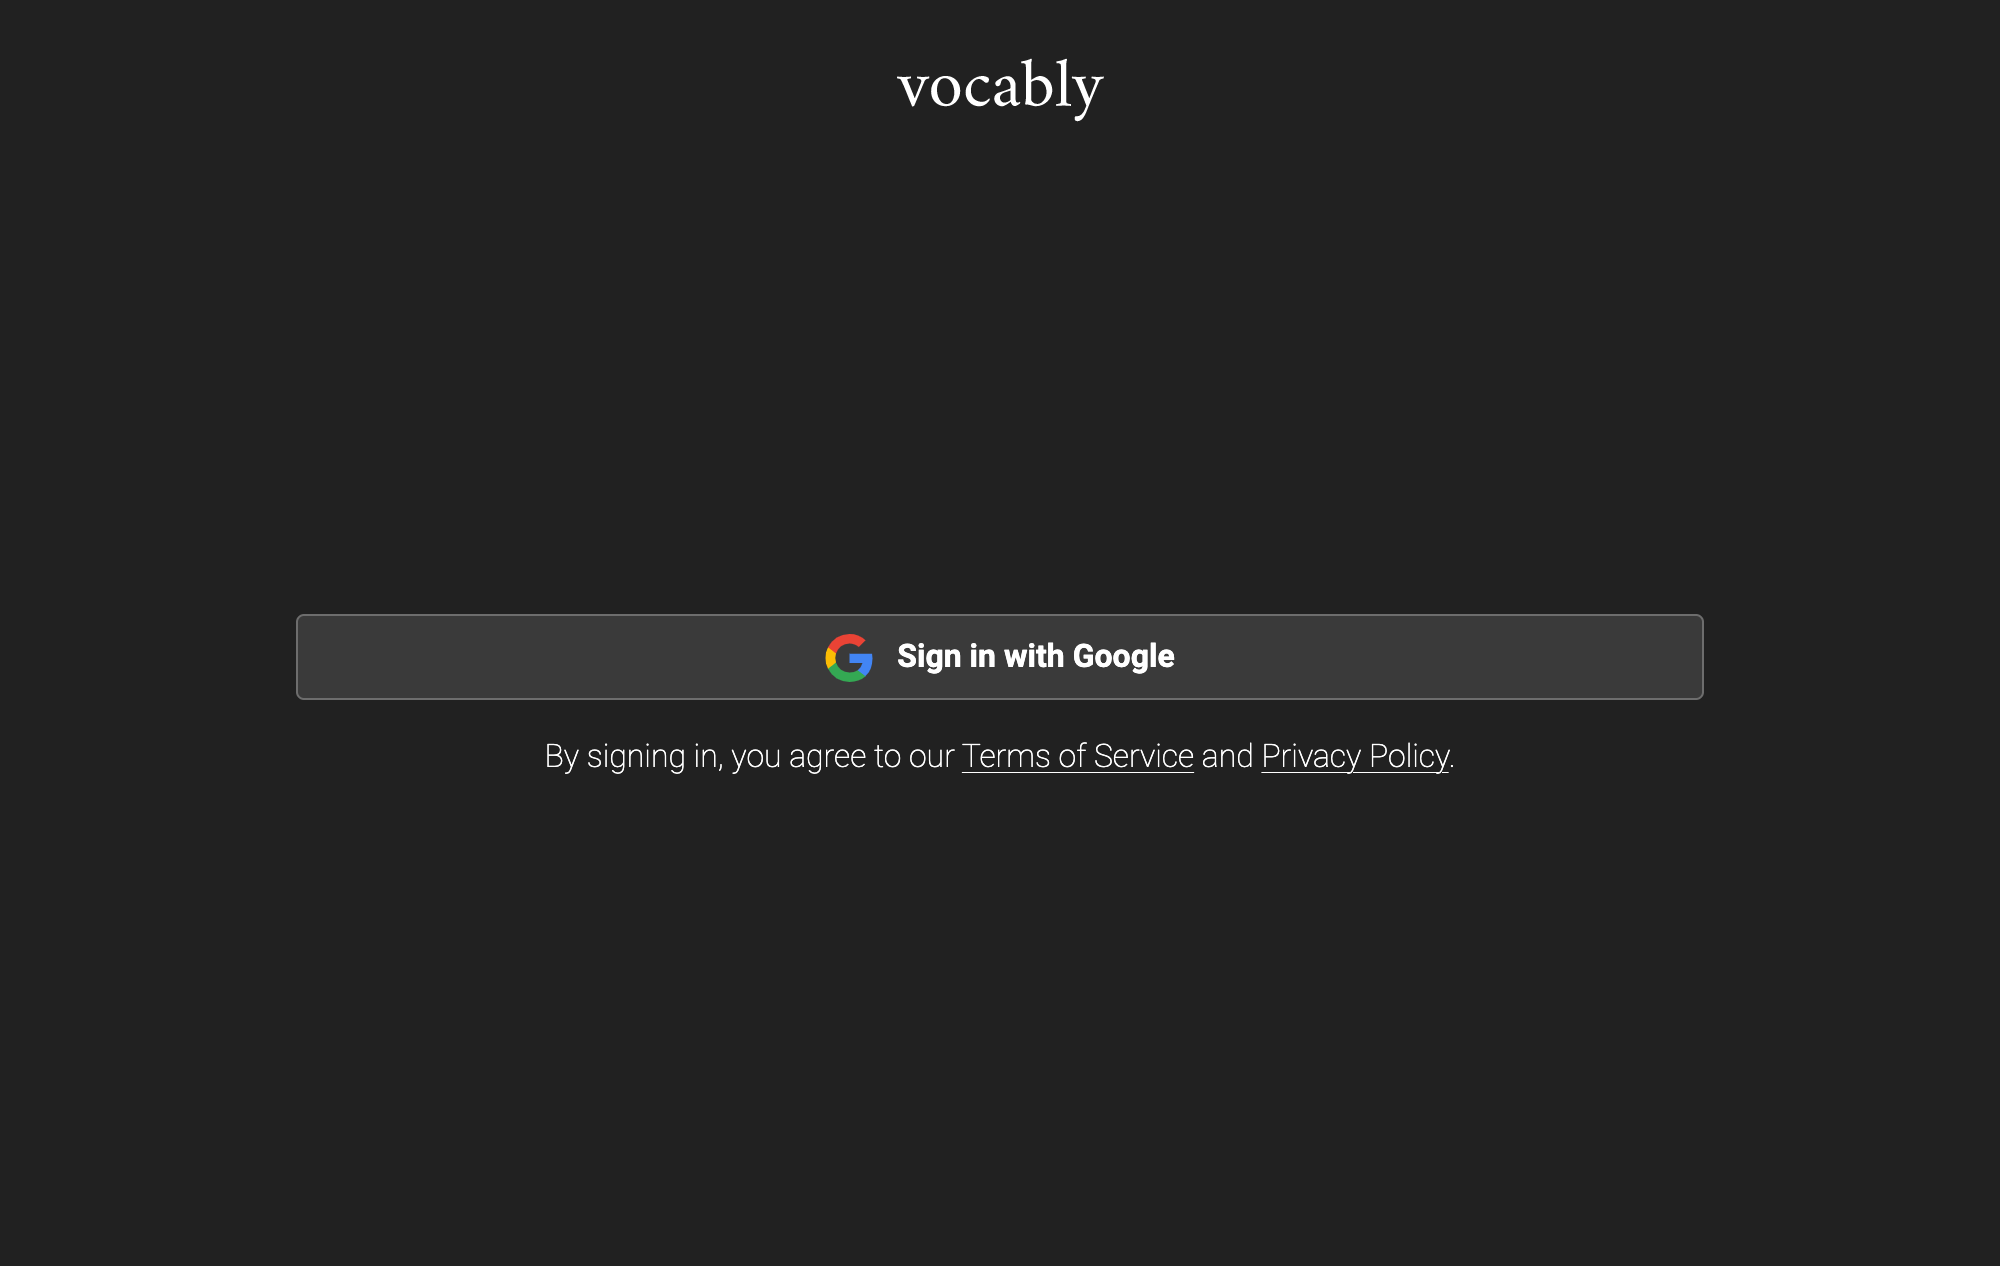 vocably
Sign in with Google
By signing in, you agree to our Terms of Service and Privacy Policy.